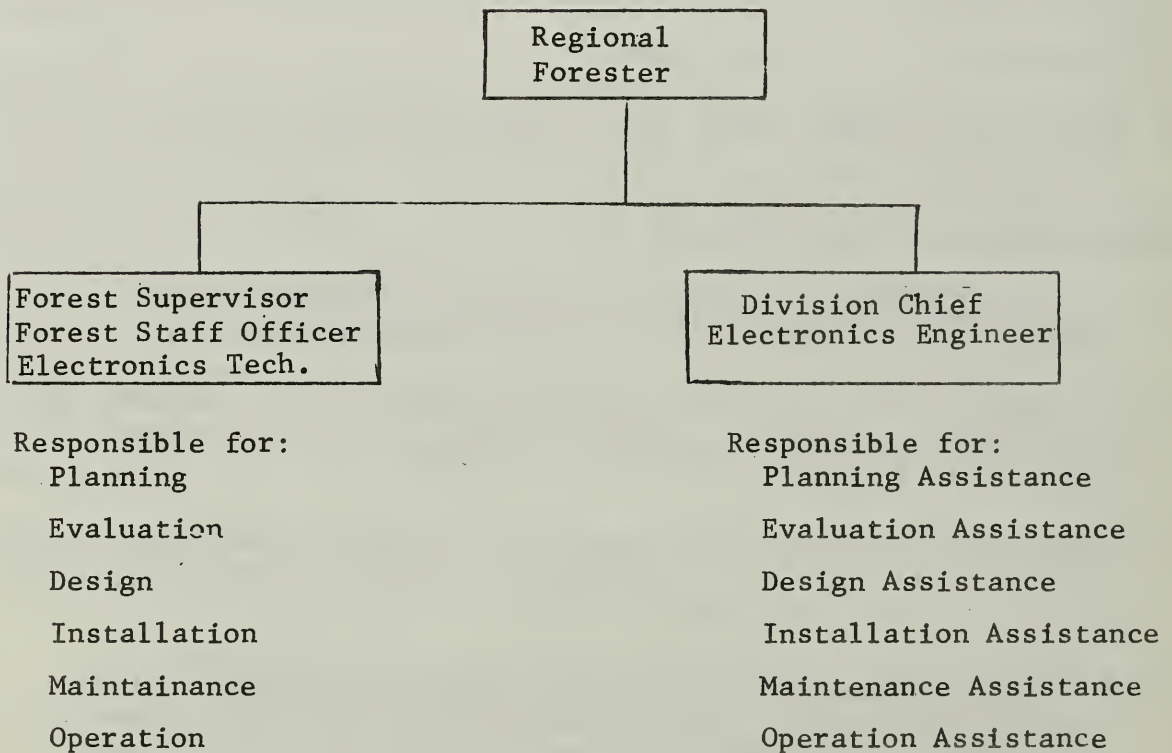 Regional
Forester
Forest Supervisor
Forest Staff Officer
Electronics Tech.
Division Chief
Electronics Engineer
Responsible for:
Planning
Evaluation
Design
Installation
Maintainance
Operation
Responsible for:
Planning Assistance
Evaluation Assistance
Design Assistance
Installation Assistance
Maintenance Assistance
Operation Assistance